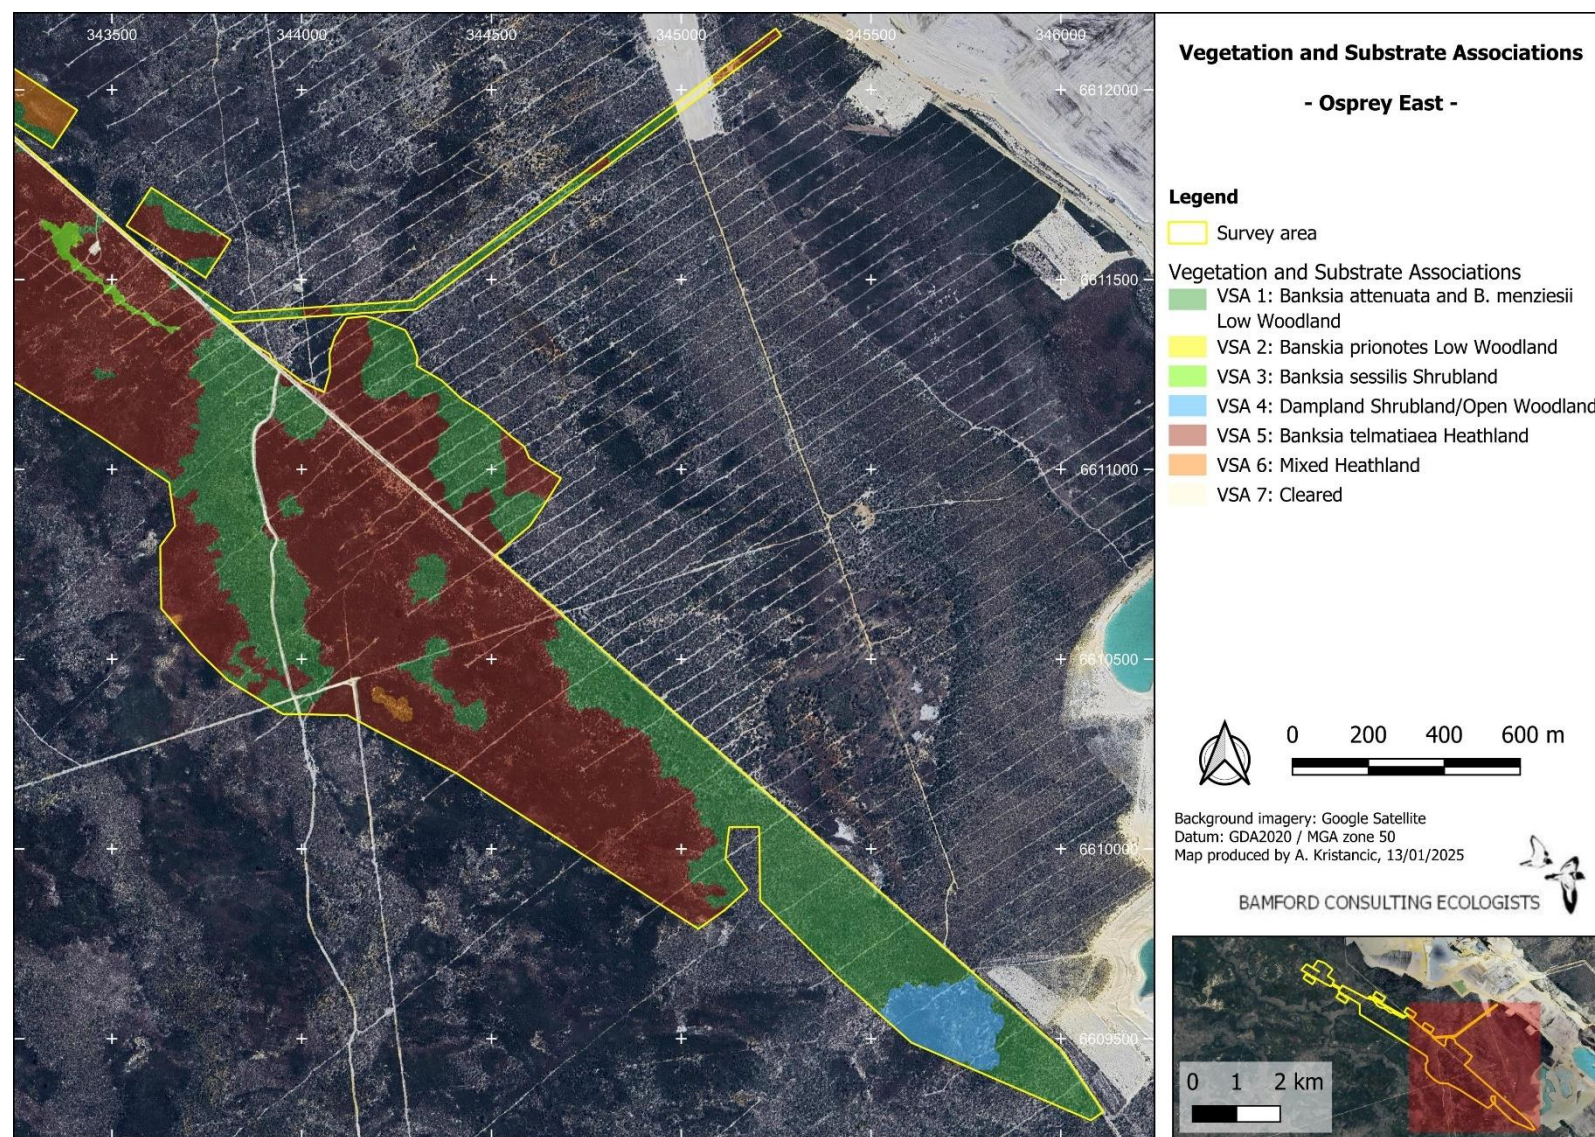 343500 344000 344500 345000 345500 346000
6612000
6611500
6611000
6610500
6610000
6609500
Vegetation and Substrate Associations
- Osprey East -
Legend
Survey area
Vegetation and Substrate Associations
VSA 1: Banksia attenuata and B. menziesii
Low Woodland
VSA 2: Banskia prionotes Low Woodland
VSA 3: Banksia sessilis Shrubland
VSA 4: Dampland Shrubland/Open Woodland
VSA 5: Banksia telmatiaea Heathland
VSA 6: Mixed Heathland
VSA 7: Cleared
0 200 400 600 m
Background imagery: Google Satellite
Datum: GDA2020 / MGA zone 50
Map produced by A. Kristancic, 13/01/2025
BAMFORD CONSULTING ECOLOGISTS
0 1 2 km